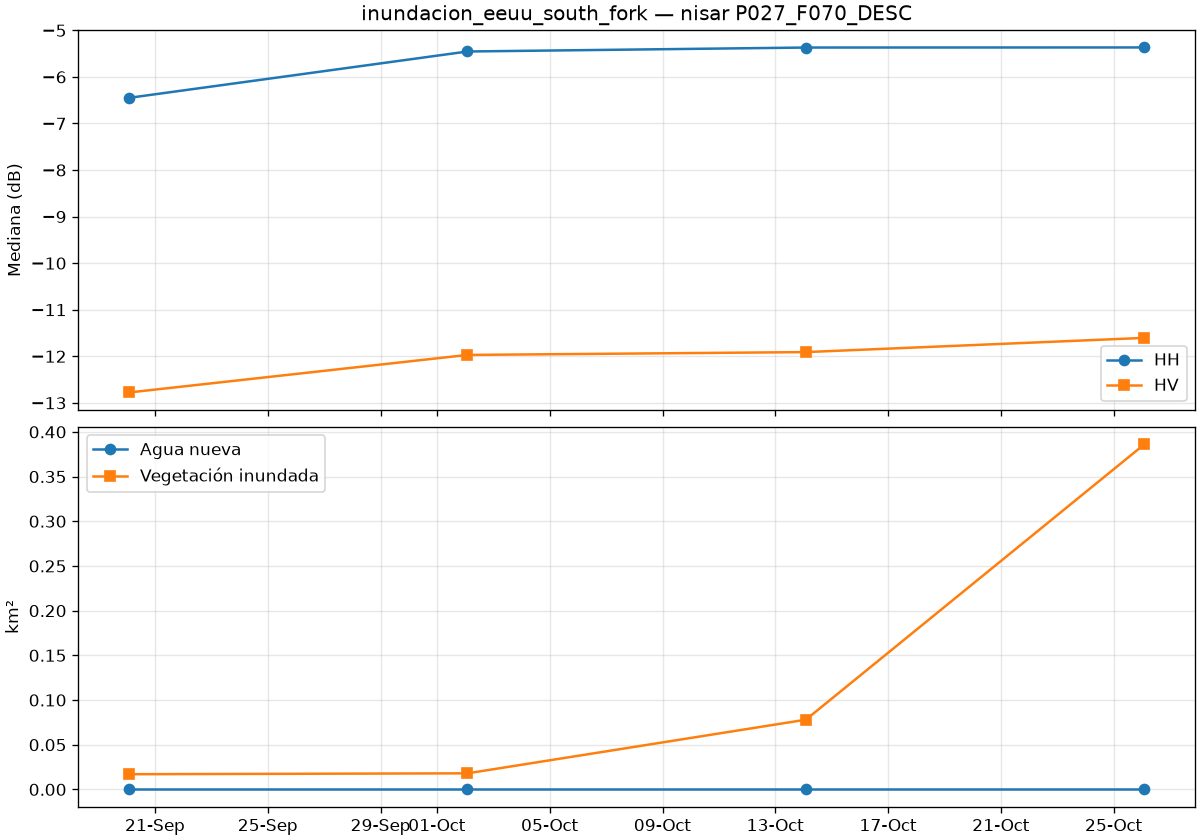 inundacion_eeuu_south_fork — nisar P027_F070_DESC
Mediana (dB)
−5
−6
−7
−8
−9
−10
−11
−12
−13
HH
HV
km²
0.40
0.35
0.30
0.25
0.20
0.15
0.10
0.05
0.00
Agua nueva
Vegetación inundada
21-Sep 25-Sep 29-Sep 01-Oct 05-Oct 09-Oct 13-Oct 17-Oct 21-Oct 25-Oct